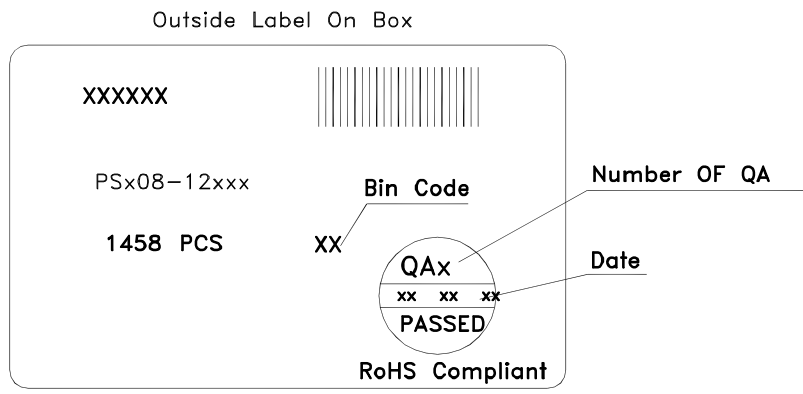 Outside Label On Box
XXXXXX
PSx08-12xxx
Bin Code
Number OF QA
1458 PCS
XX
QAx
Date
xx xx xx
PASSED
RoHS Compliant